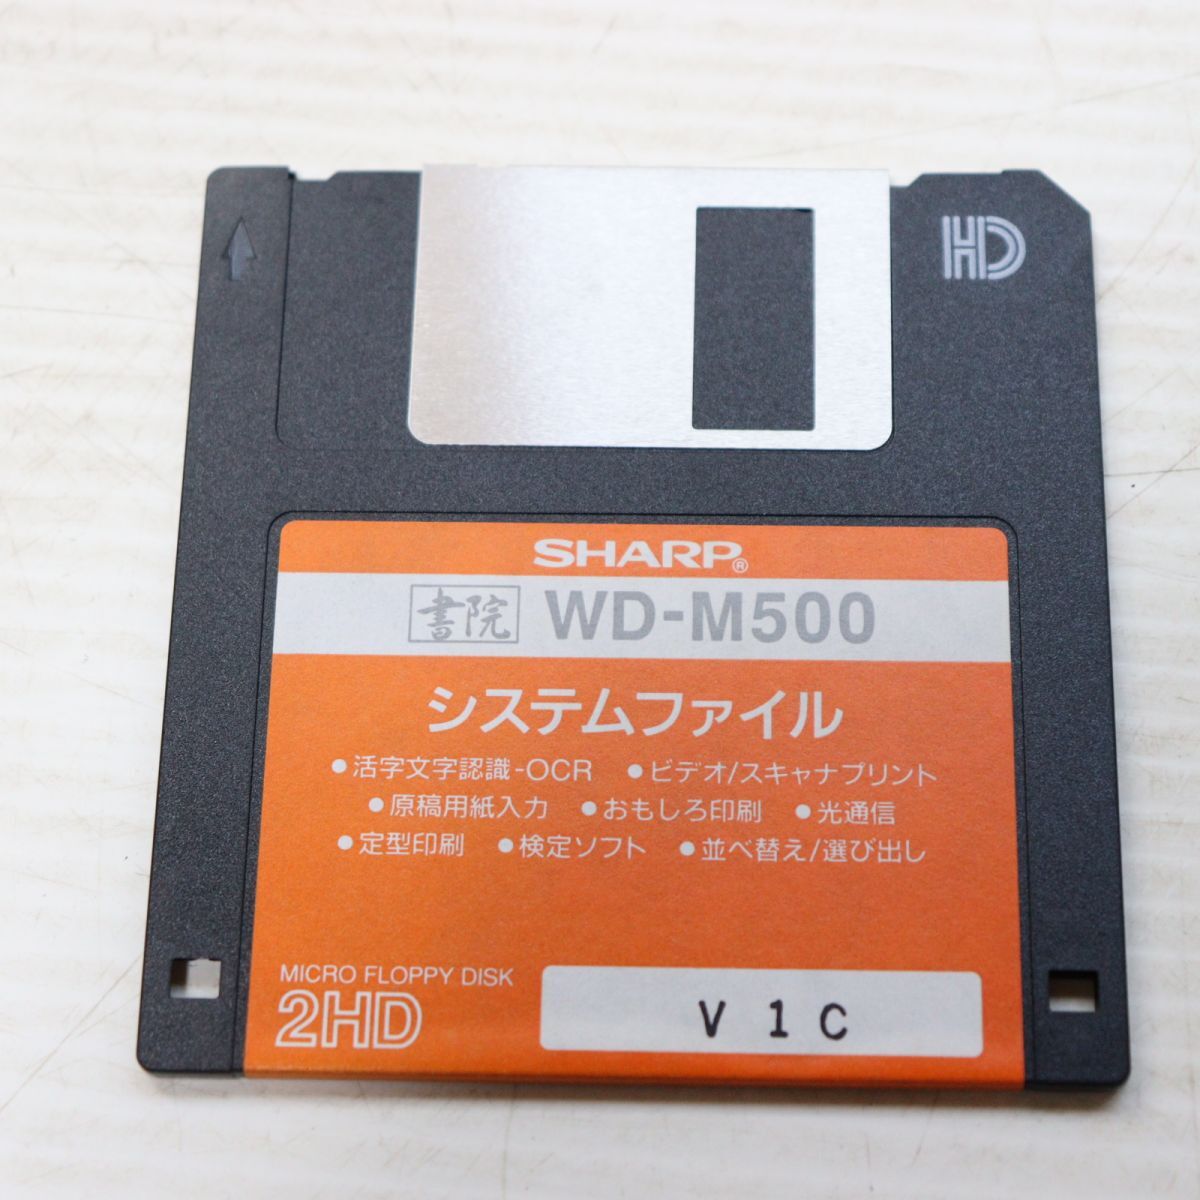 HD
SHARP®
書院 WD-M500
システムファイル
●活字文字認識-OCR ●ビデオ/スキャナプリント
●原稿用紙入力 ●おもしろ印刷 ●光通信
●定型印刷 ●検定ソフト ●並べ替え/選び出し
MICRO FLOPPY DISK
2HD
V 1 C